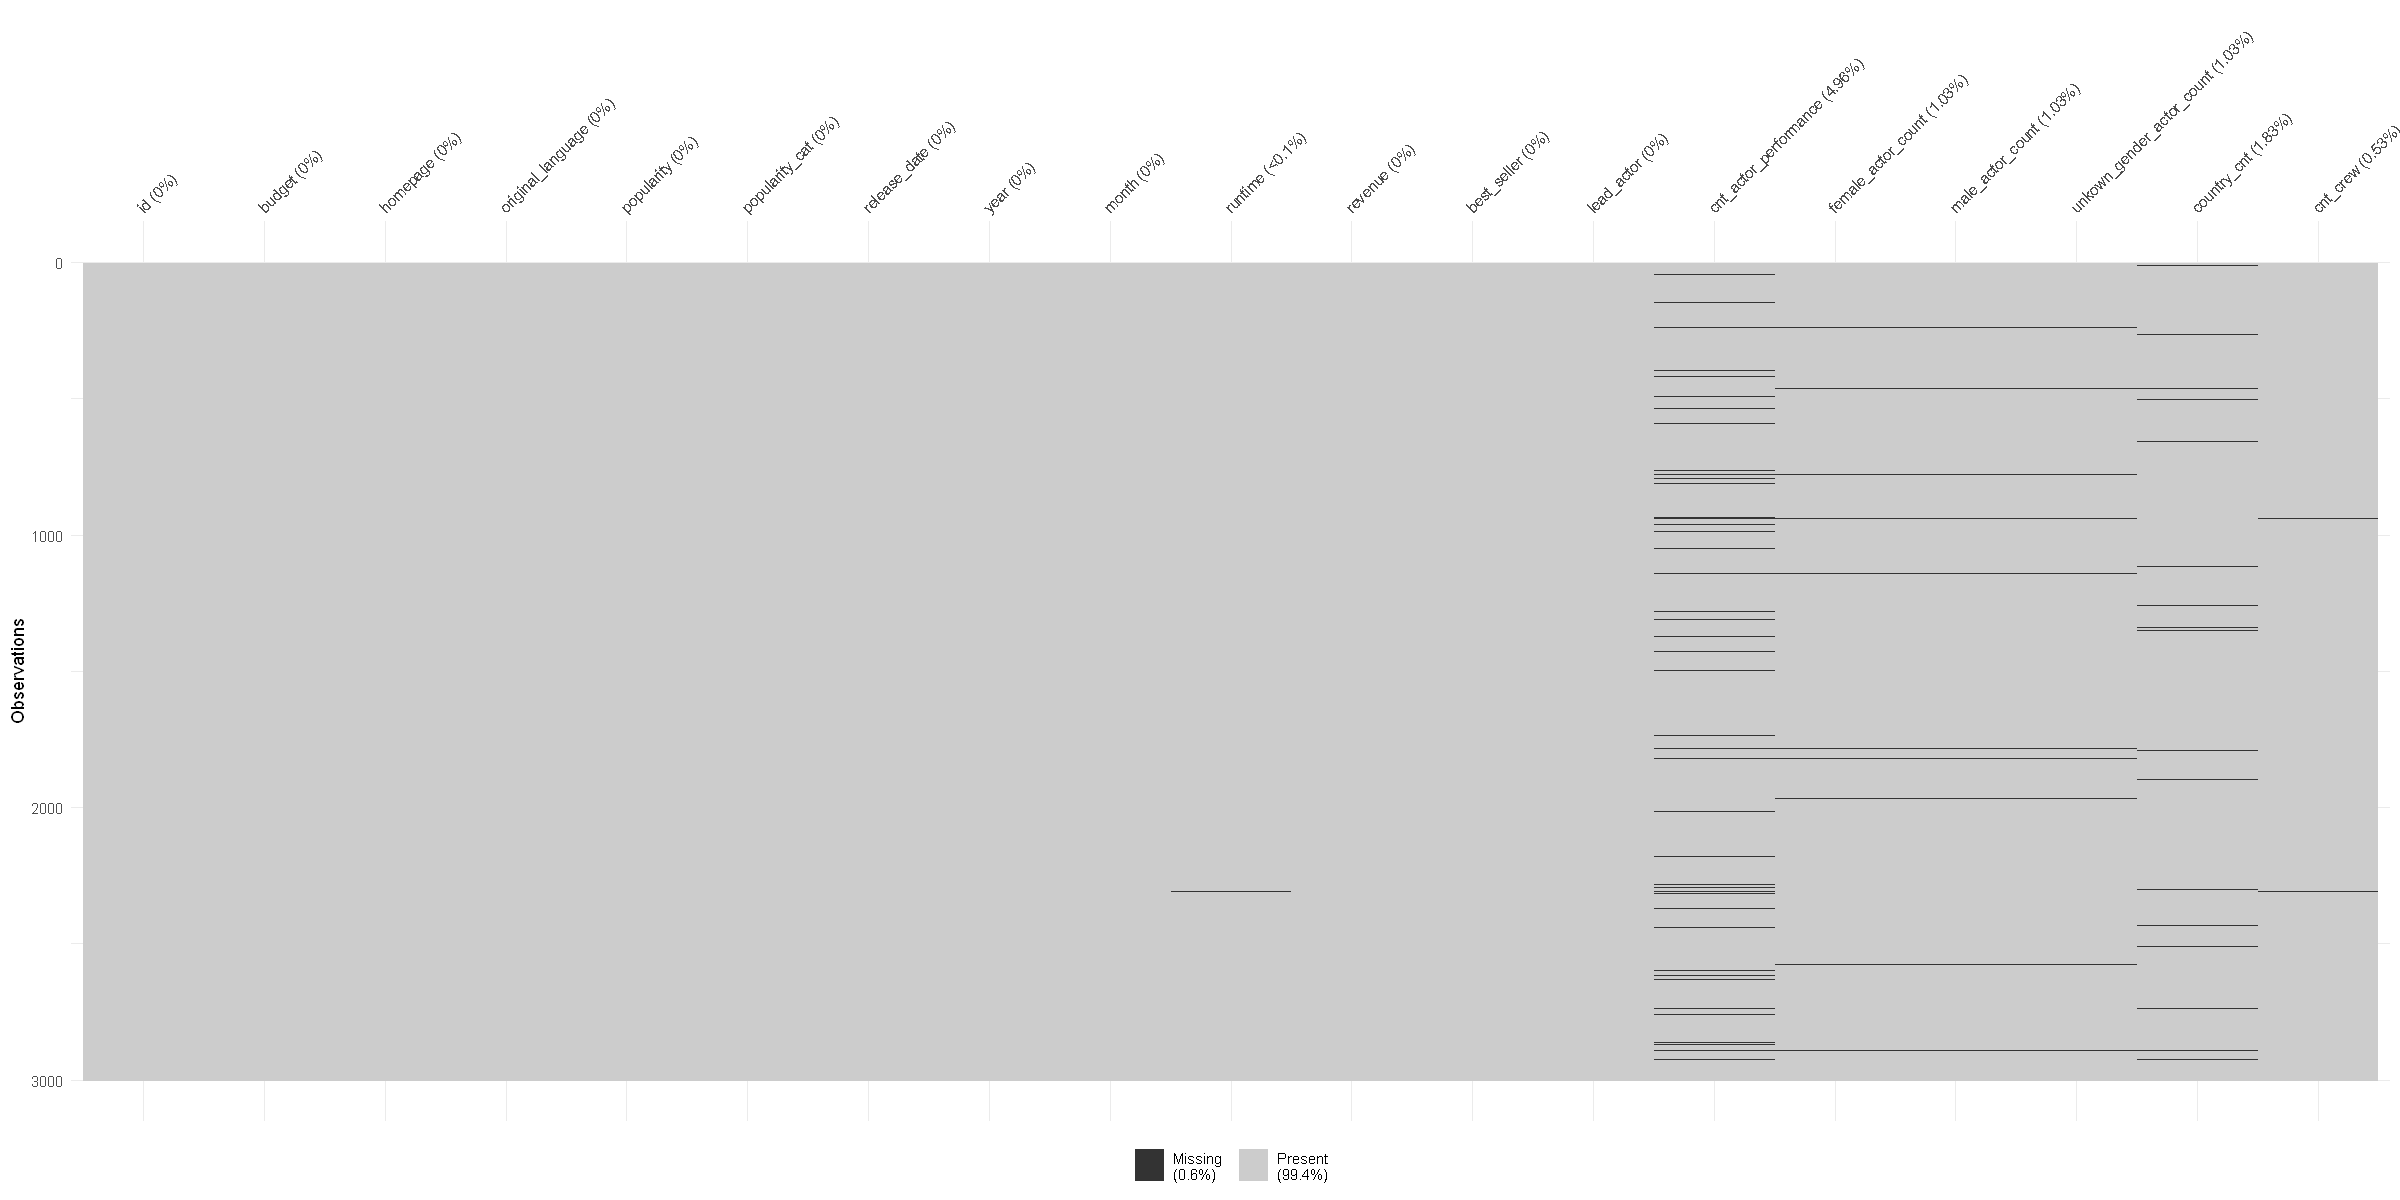 id (0%)
budget (0%)
homepage (0%)
original_language (0%)
popularity (0%)
popularity_cat (0%)
release_date (0%)
year (0%)
month (0%)
runtime (<0.1%)
revenue (0%)
best_seller (0%)
lead_actor (0%)
cnt_actor_performance (4.96%)
female_actor_count (1.03%)
male_actor_count (1.03%)
unkown_gender_actor_count (1.03%)
country_cnt (1.83%)
cnt_crew (0.53%)
0
1000
2000
3000
Observations
Missing
(0.6%)
Present
(99.4%)